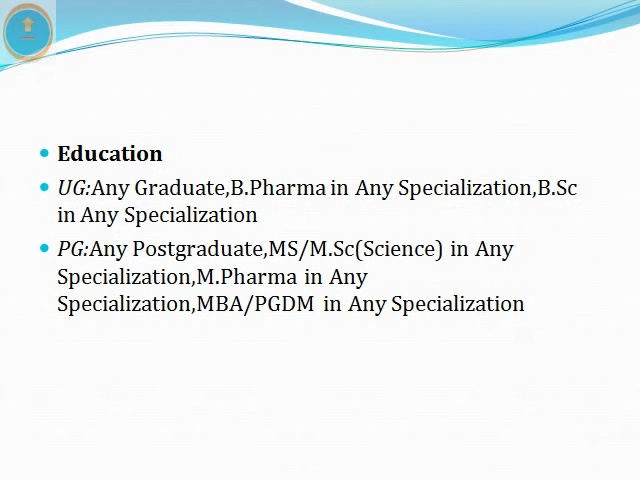 Education
UG:Any Graduate,B.Pharma in Any Specialization,B.Sc
in Any Specialization
PG:Any Postgraduate,MS/M.Sc(Science) in Any
Specialization,M.Pharma in Any
Specialization,MBA/PGDM in Any Specialization